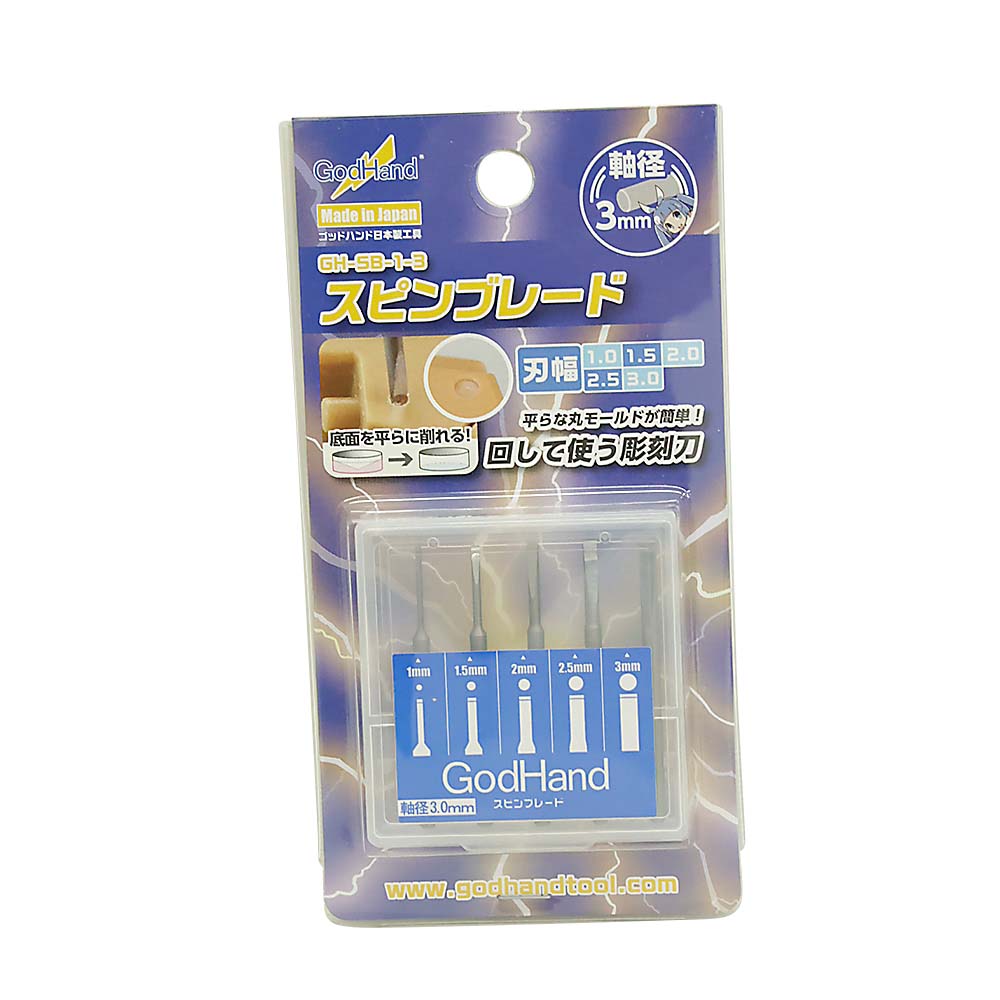 GodHand
Made in Japan
ゴッドハンド日本製工具
軸径
3mm
GH-SB-1-3
スピンブレード
刃幅 1.0 1.5 2.0
2.5 3.0
底面を平らに削れる!
平らな丸モールドが簡単!
回して使う彫刻刀
1mm 1.5mm 2mm 2.5mm 3mm
GodHand
軸径3.0mm スピンブレード
www.godhandtool.com